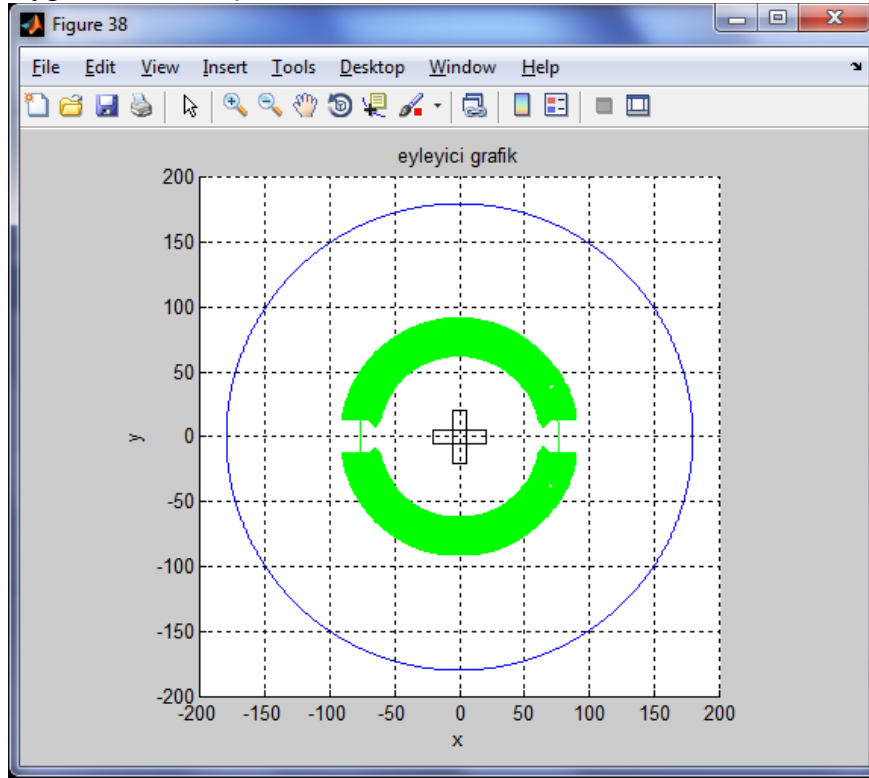 Figure 38
File Edit View Insert Tools Desktop Window Help
eyleyici grafik
200
150
100
50
0
-50
-100
-150
-200
y
-200 -150 -100 -50 0 50 100 150 200
x